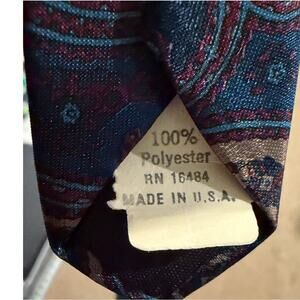 100%
Polyester
RN 16484
MADE IN U.S.A.